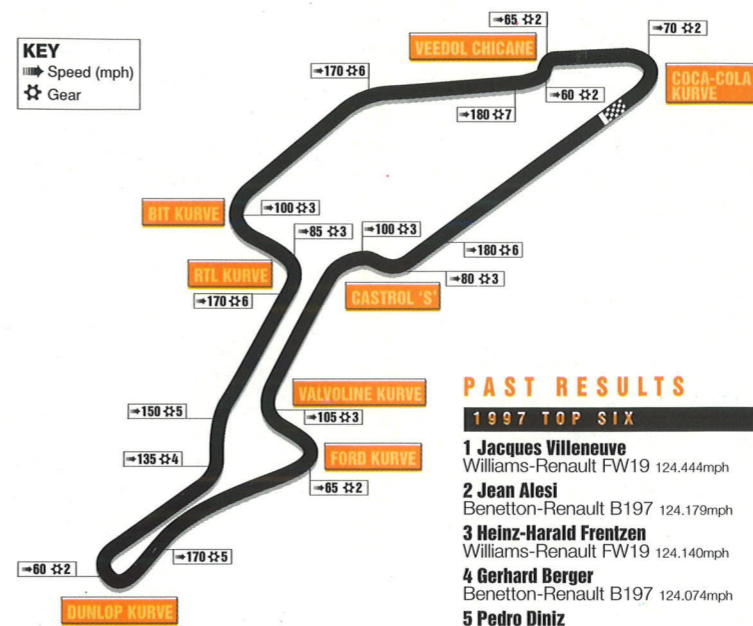 65 2
VEEDOL CHICANE
70 2
KEY
Speed (mph)
Gear
170 6
COCA-COLA
KURVE
60 2
180 7
BIT KURVE
100 3
85 3
100 3
180 6
RTL KURVE
80 3
170 6
CASTROL 'S'
VALVOLINE KURVE
150 5
105 3
135 4
FORD KURVE
65 2
170 5
60 2
DUNLOP KURVE
PAST RESULTS
1997 TOP SIX
1 Jacques Villeneuve
Williams-Renault FW19 124.444mph
2 Jean Alesi
Benetton-Renault B197 124.179mph
3 Heinz-Harald Frentzen
Williams-Renault FW19 124.140mph
4 Gerhard Berger
Benetton-Renault B197 124.074mph
5 Pedro Diniz